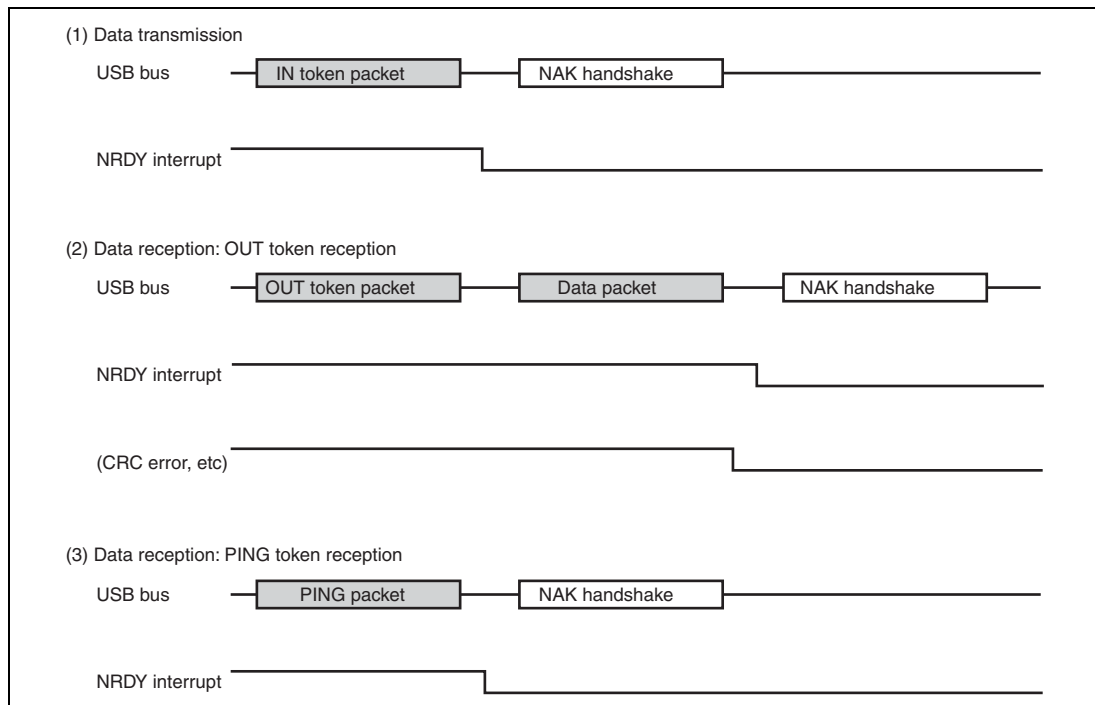 (1) Data transmission
USB bus IN token packet NAK handshake
NRDY interrupt
(2) Data reception: OUT token reception
USB bus OUT token packet Data packet NAK handshake
NRDY interrupt
(CRC error, etc)
(3) Data reception: PING token reception
USB bus PING packet NAK handshake
NRDY interrupt